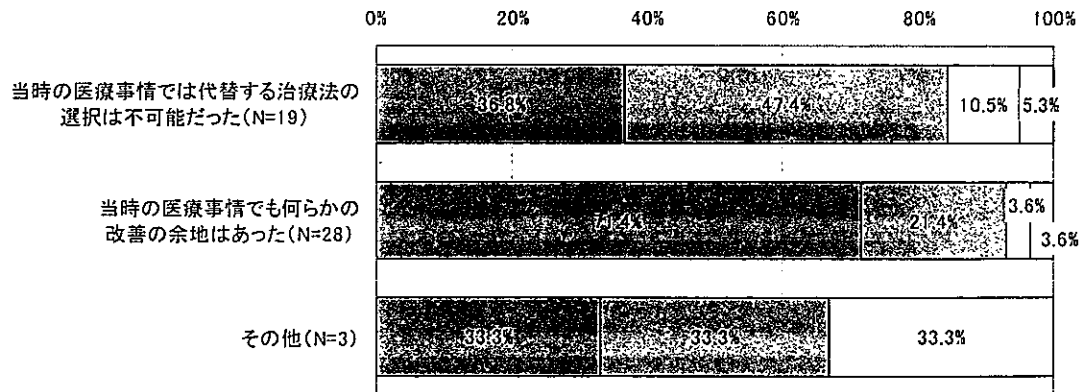 0% 20% 40% 60% 80% 100%
当時の医療事情では代替する治療法の
選択は不可能だった(N=19)
36.8% 47.4% 10.5% 5.3%
当時の医療事情でも何らかの
改善の余地はあった(N=28)
71.4% 21.4% 3.6%
3.6%
その他(N=3)
33.3% 33.3% 33.3%